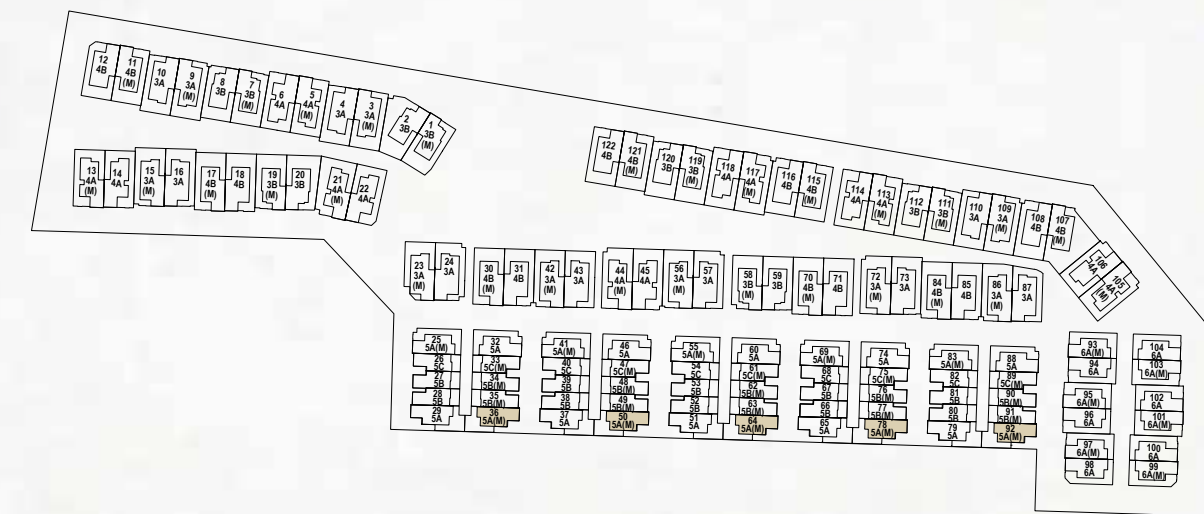 12
4B
11
4B
(M)
10
3A
9
3A
(M)
8
3B
7
3B
(M)
6
4A
5
4A
(M)
4
3A
3
3A
(M)
2
3B
1
3B
(M)
13
4A
(M)
14
4A
15
3A
(M)
16
3A
17
4B
(M)
18
4B
19
3B
(M)
20
3B
21
4A
(M)
22
4A
122
4B
121
4B
(M)
120
3B
119
3B
(M)
118
4A
117
4A
(M)
116
4B
115
4B
(M)
114
4A
113
4A
(M)
112
3B
111
3B
(M)
110
3A
109
3A
(M)
108
4B
107
4B
(M)
106
4A
105
4A
(M)
23
3A
(M)
24
3A
30
4B
(M)
31
4B
42
3A
(M)
43
3A
44
4A
(M)
45
4A
56
3A
(M)
57
3A
58
3B
(M)
59
3B
70
4B
(M)
71
4B
72
3A
(M)
73
3A
84
4B
(M)
85
4B
86
3A
(M)
87
3A
25
5A(M)
26
5C
27
5B
28
5B
29
5A
32
5A
33
5C(M)
34
5B(M)
35
5B(M)
36
5A(M)
41
5A(M)
40
5C
39
5B
38
5B
37
5A
46
5A
47
5C(M)
48
5B(M)
49
5B(M)
50
5A(M)
55
5A(M)
54
5C
53
5B
52
5B
51
5A
60
5A
61
5C(M)
62
5B(M)
63
5B(M)
64
5A(M)
69
5A(M)
68
5C
67
5B
66
5B
65
5A
74
5A
75
5C(M)
76
5B(M)
77
5B(M)
78
5A(M)
83
5A(M)
82
5C
81
5B
80
5B
79
5A
88
5A
89
5C(M)
90
5B(M)
91
5B(M)
92
5A(M)
93
6A(M)
94
6A
95
6A(M)
96
6A
97
6A(M)
98
6A
104
6A
103
6A(M)
102
6A
101
6A(M)
100
6A
99
6A(M)